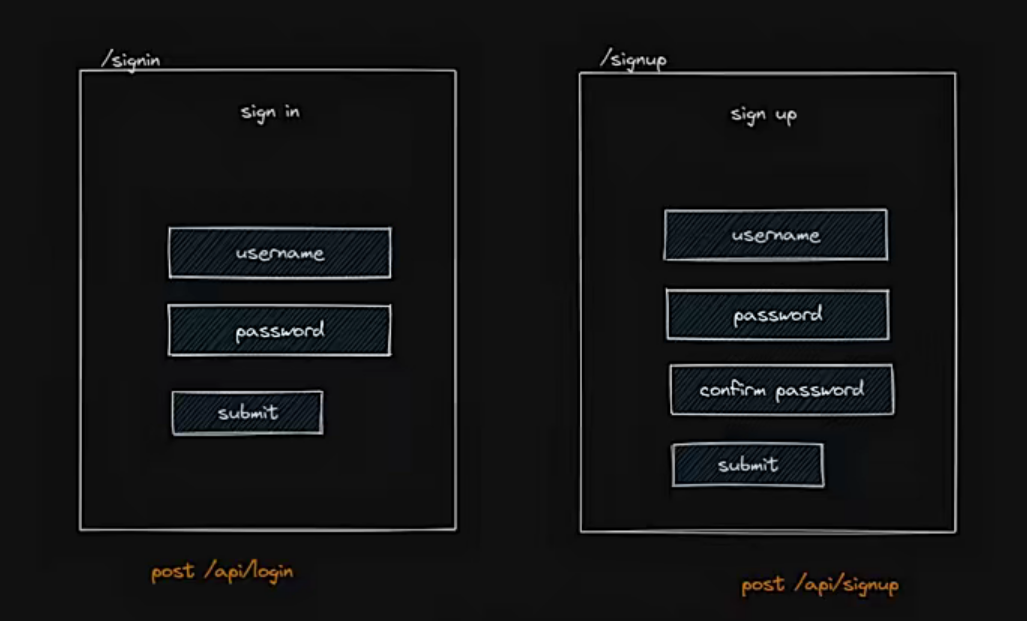 /signin
sign in
username
password
submit
post /api/login
/signup
sign up
username
password
confirm password
submit
post /api/signup